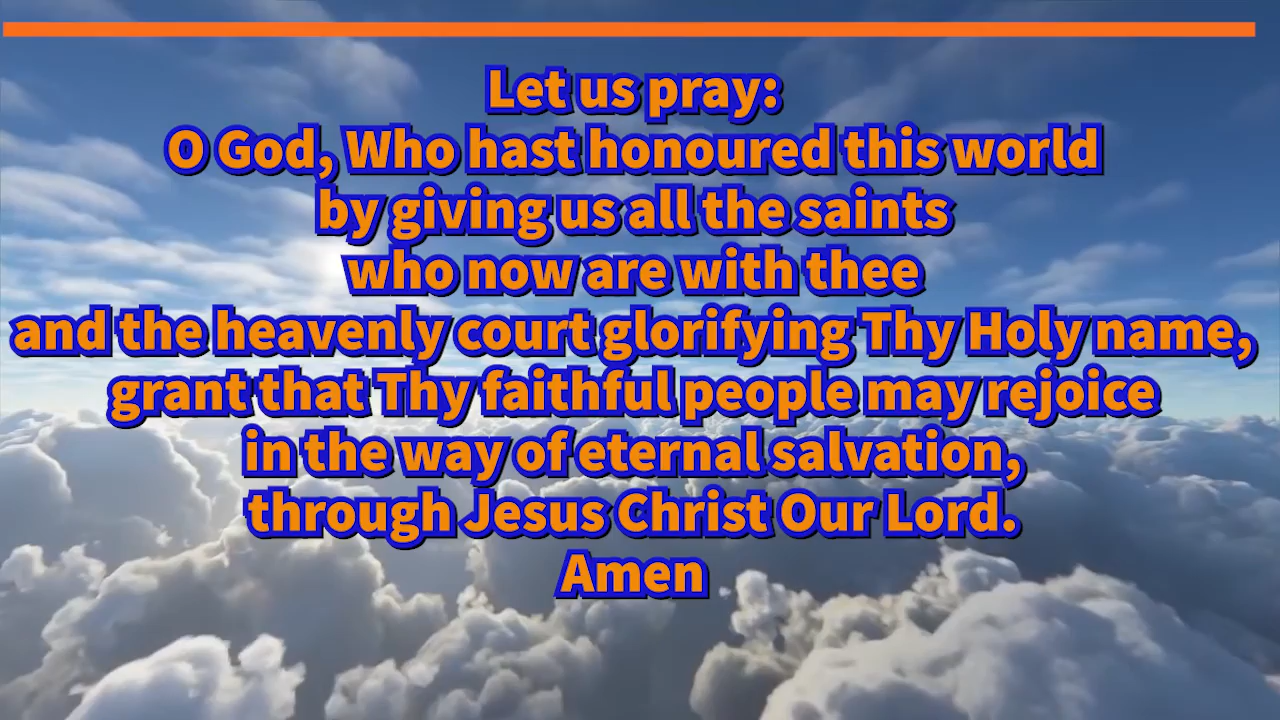 Let us pray:
O God, Who hast honoured this world
by giving us all the saints
who now are with thee
and the heavenly court glorifying Thy Holy name,
grant that Thy faithful people may rejoice
in the way of eternal salvation,
through Jesus Christ Our Lord.
Amen